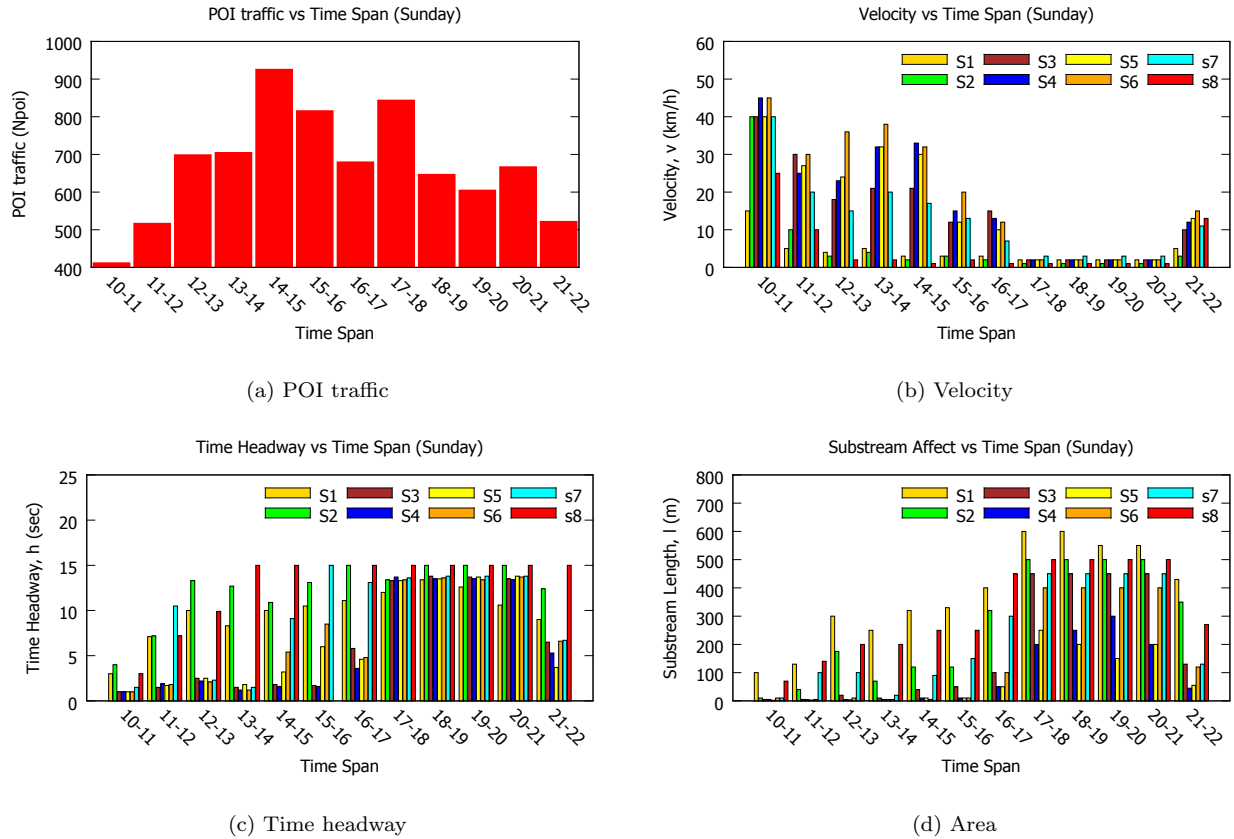 POI traffic vs Time Span (Sunday)
1000
900
800
700
600
500
400
POI traffic (Npoi)
10-11 11-12 12-13 13-14 14-15 15-16 16-17 17-18 18-19 19-20 20-21 21-22
Time Span
(a) POI traffic
Velocity vs Time Span (Sunday)
60
50
40
30
20
10
0
Velocity, v (km/h)
S1 S3 S5 s7
S2 S4 S6 s8
10-11 11-12 12-13 13-14 14-15 15-16 16-17 17-18 18-19 19-20 20-21 21-22
Time Span
(b) Velocity
Time Headway vs Time Span (Sunday)
25
20
15
10
5
0
Time Headway, h (sec)
S1 S3 S5 s7
S2 S4 S6 s8
10-11 11-12 12-13 13-14 14-15 15-16 16-17 17-18 18-19 19-20 20-21 21-22
Time Span
(c) Time headway
Substream Affect vs Time Span (Sunday)
800
700
600
500
400
300
200
100
0
Substream Length, l (m)
S1 S3 S5 s7
S2 S4 S6 s8
10-11 11-12 12-13 13-14 14-15 15-16 16-17 17-18 18-19 19-20 20-21 21-22
Time Span
(d) Area